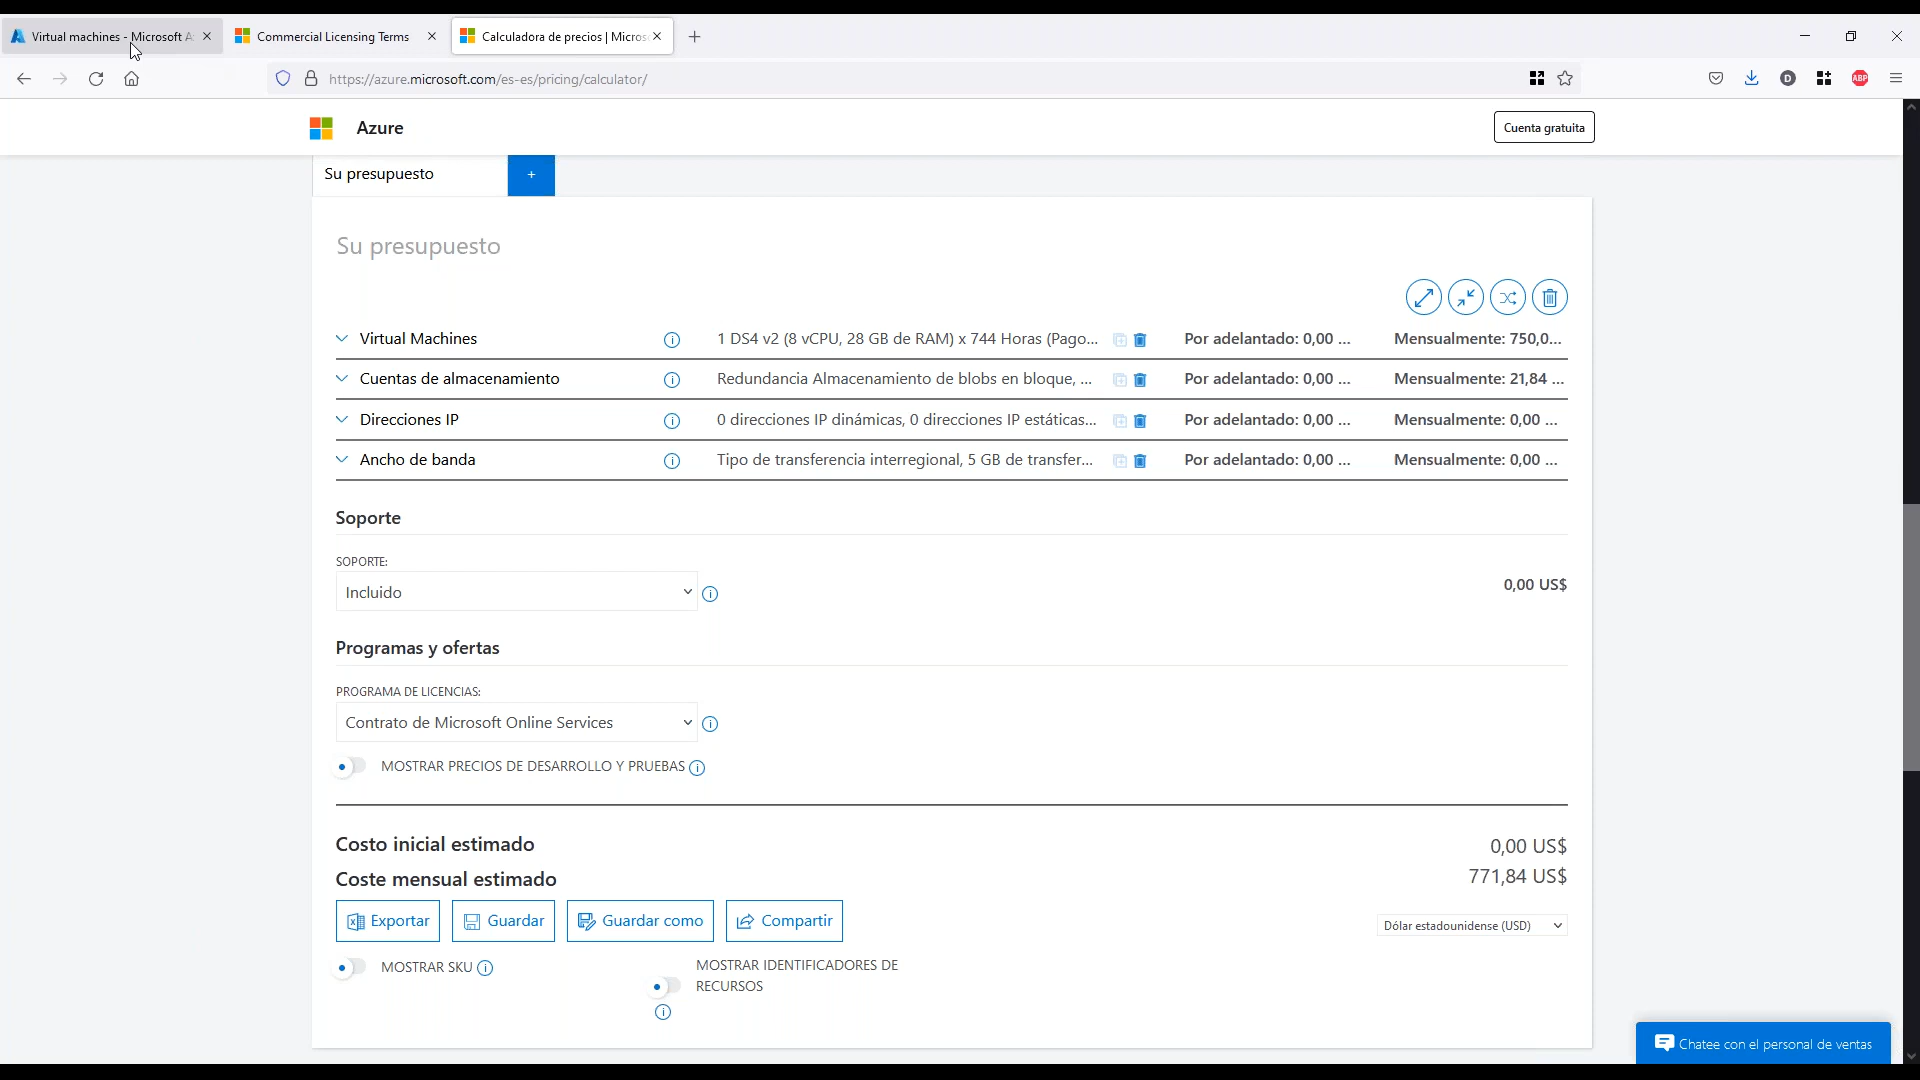 Virtual machines - Microsoft A
Commercial Licensing Terms
Calculadora de precios | Micros
https://azure.microsoft.com/es-es/pricing/calculator/
D
ABP
Azure
Cuenta gratuita
Su presupuesto
+
Su presupuesto
Virtual Machines 1 DS4 v2 (8 vCPU, 28 GB de RAM) x 744 Horas (Pago... Por adelantado: 0,00 ... Mensualmente: 750,0...
Cuentas de almacenamiento Redundancia Almacenamiento de blobs en bloque, ... Por adelantado: 0,00 ... Mensualmente: 21,84 ...
Direcciones IP 0 direcciones IP dinámicas, 0 direcciones IP estáticas... Por adelantado: 0,00 ... Mensualmente: 0,00 ...
Ancho de banda Tipo de transferencia interregional, 5 GB de transfer... Por adelantado: 0,00 ... Mensualmente: 0,00 ...
Soporte
SOPORTE:
Incluido
0,00 US$
Programas y ofertas
PROGRAMA DE LICENCIAS:
Contrato de Microsoft Online Services
MOSTRAR PRECIOS DE DESARROLLO Y PRUEBAS
Costo inicial estimado 0,00 US$
Coste mensual estimado 771,84 US$
Exportar
Guardar
Guardar como
Compartir
Dólar estadounidense (USD)
MOSTRAR SKU
MOSTRAR IDENTIFICADORES DE
RECURSOS
Chatee con el personal de ventas